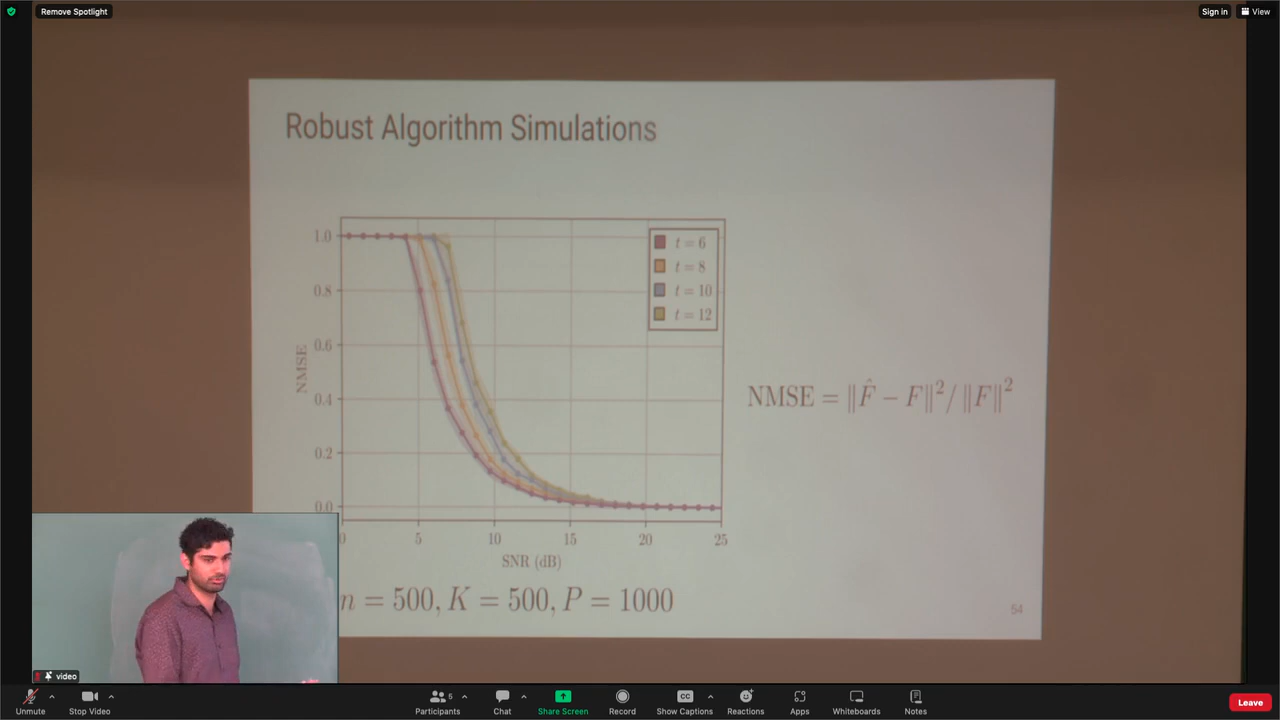 Remove Spotlight
Sign in
View
Robust Algorithm Simulations
1.0
0.8
0.6
0.4
0.2
0.0
NMSE
t = 6
t = 8
t = 10
t = 12
0 5 10 15 20 25
SNR (dB)
NMSE = ‖F̂ − F‖² / ‖F‖²
n = 500, K = 500, P = 1000
54
video
Unmute
Stop Video
5
Participants
Chat
Share Screen
Record
CC
Show Captions
Reactions
Apps
Whiteboards
Notes
Leave